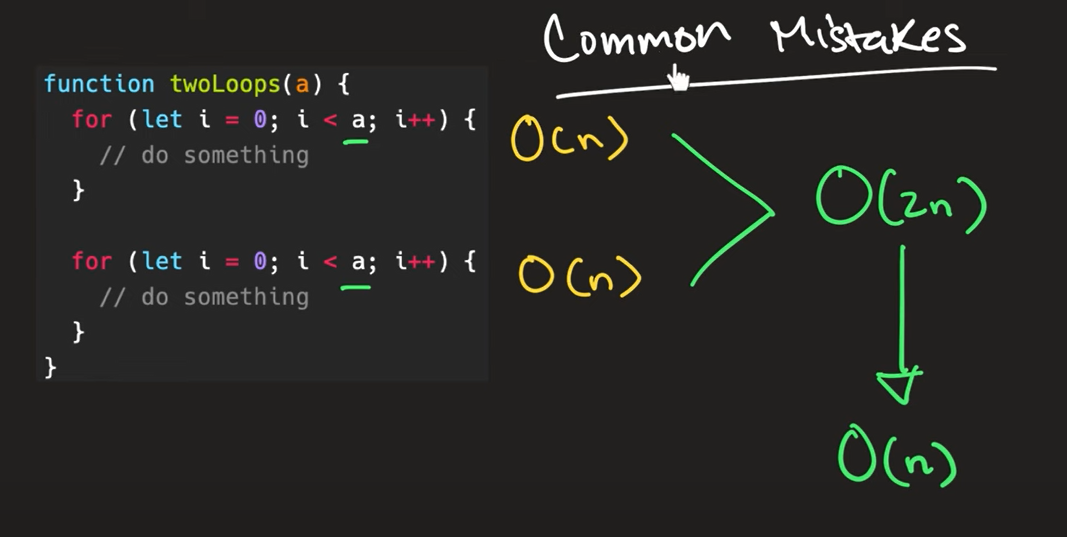 Common Mistakes
function twoLoops(a) {
for (let i = 0; i < a; i++) {
// do something
}
for (let i = 0; i < a; i++) {
// do something
}
}
O(n)
O(n)
O(2n)
O(n)